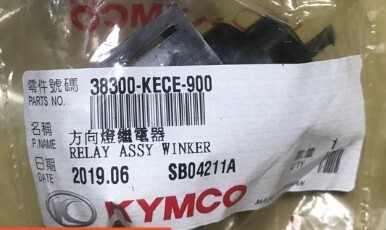 零件號碼 38300-KECE-900
PARTS NO.
名稱 方向燈繼電器
P.NAME RELAY ASSY WINKER
日期 2019.06 SB04211A
DATE
數量 1
QTY
KYMCO